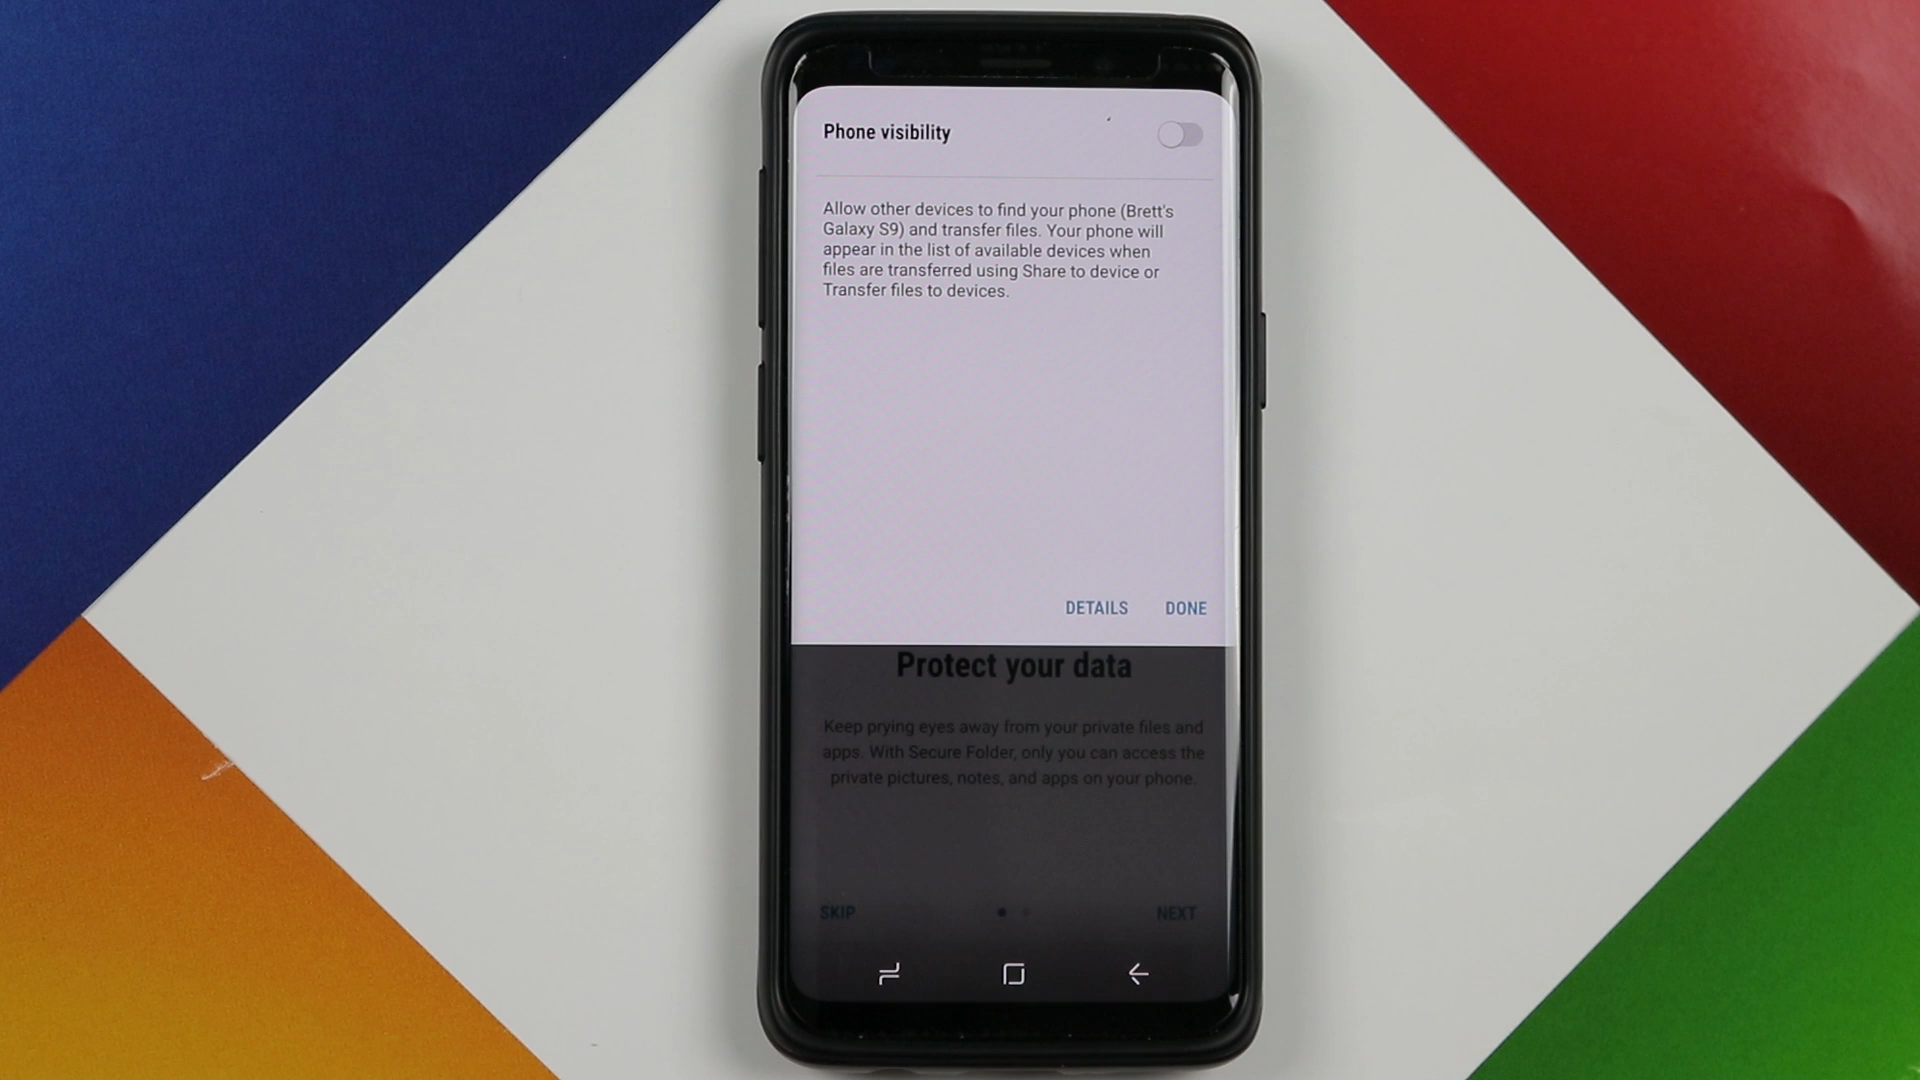 Phone visibility
Allow other devices to find your phone (Brett's
Galaxy S9) and transfer files. Your phone will
appear in the list of available devices when
files are transferred using Share to device or
Transfer files to devices.
DETAILS DONE
Protect your data
Keep prying eyes away from your private files and
apps. With Secure Folder, only you can access the
private pictures, notes, and apps on your phone.
SKIP NEXT